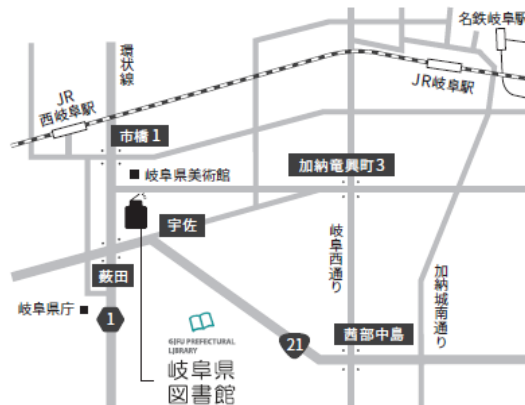 名鉄岐阜駅
環状線
JR岐阜駅
JR
西岐阜駅
市橋1
岐阜県美術館
加納竜興町3
宇佐
岐阜西通り
加納城南通り
薮田
岐阜県庁
1
GIFU PREFECTURAL
LIBRARY
21
茜部中島
岐阜県
図書館